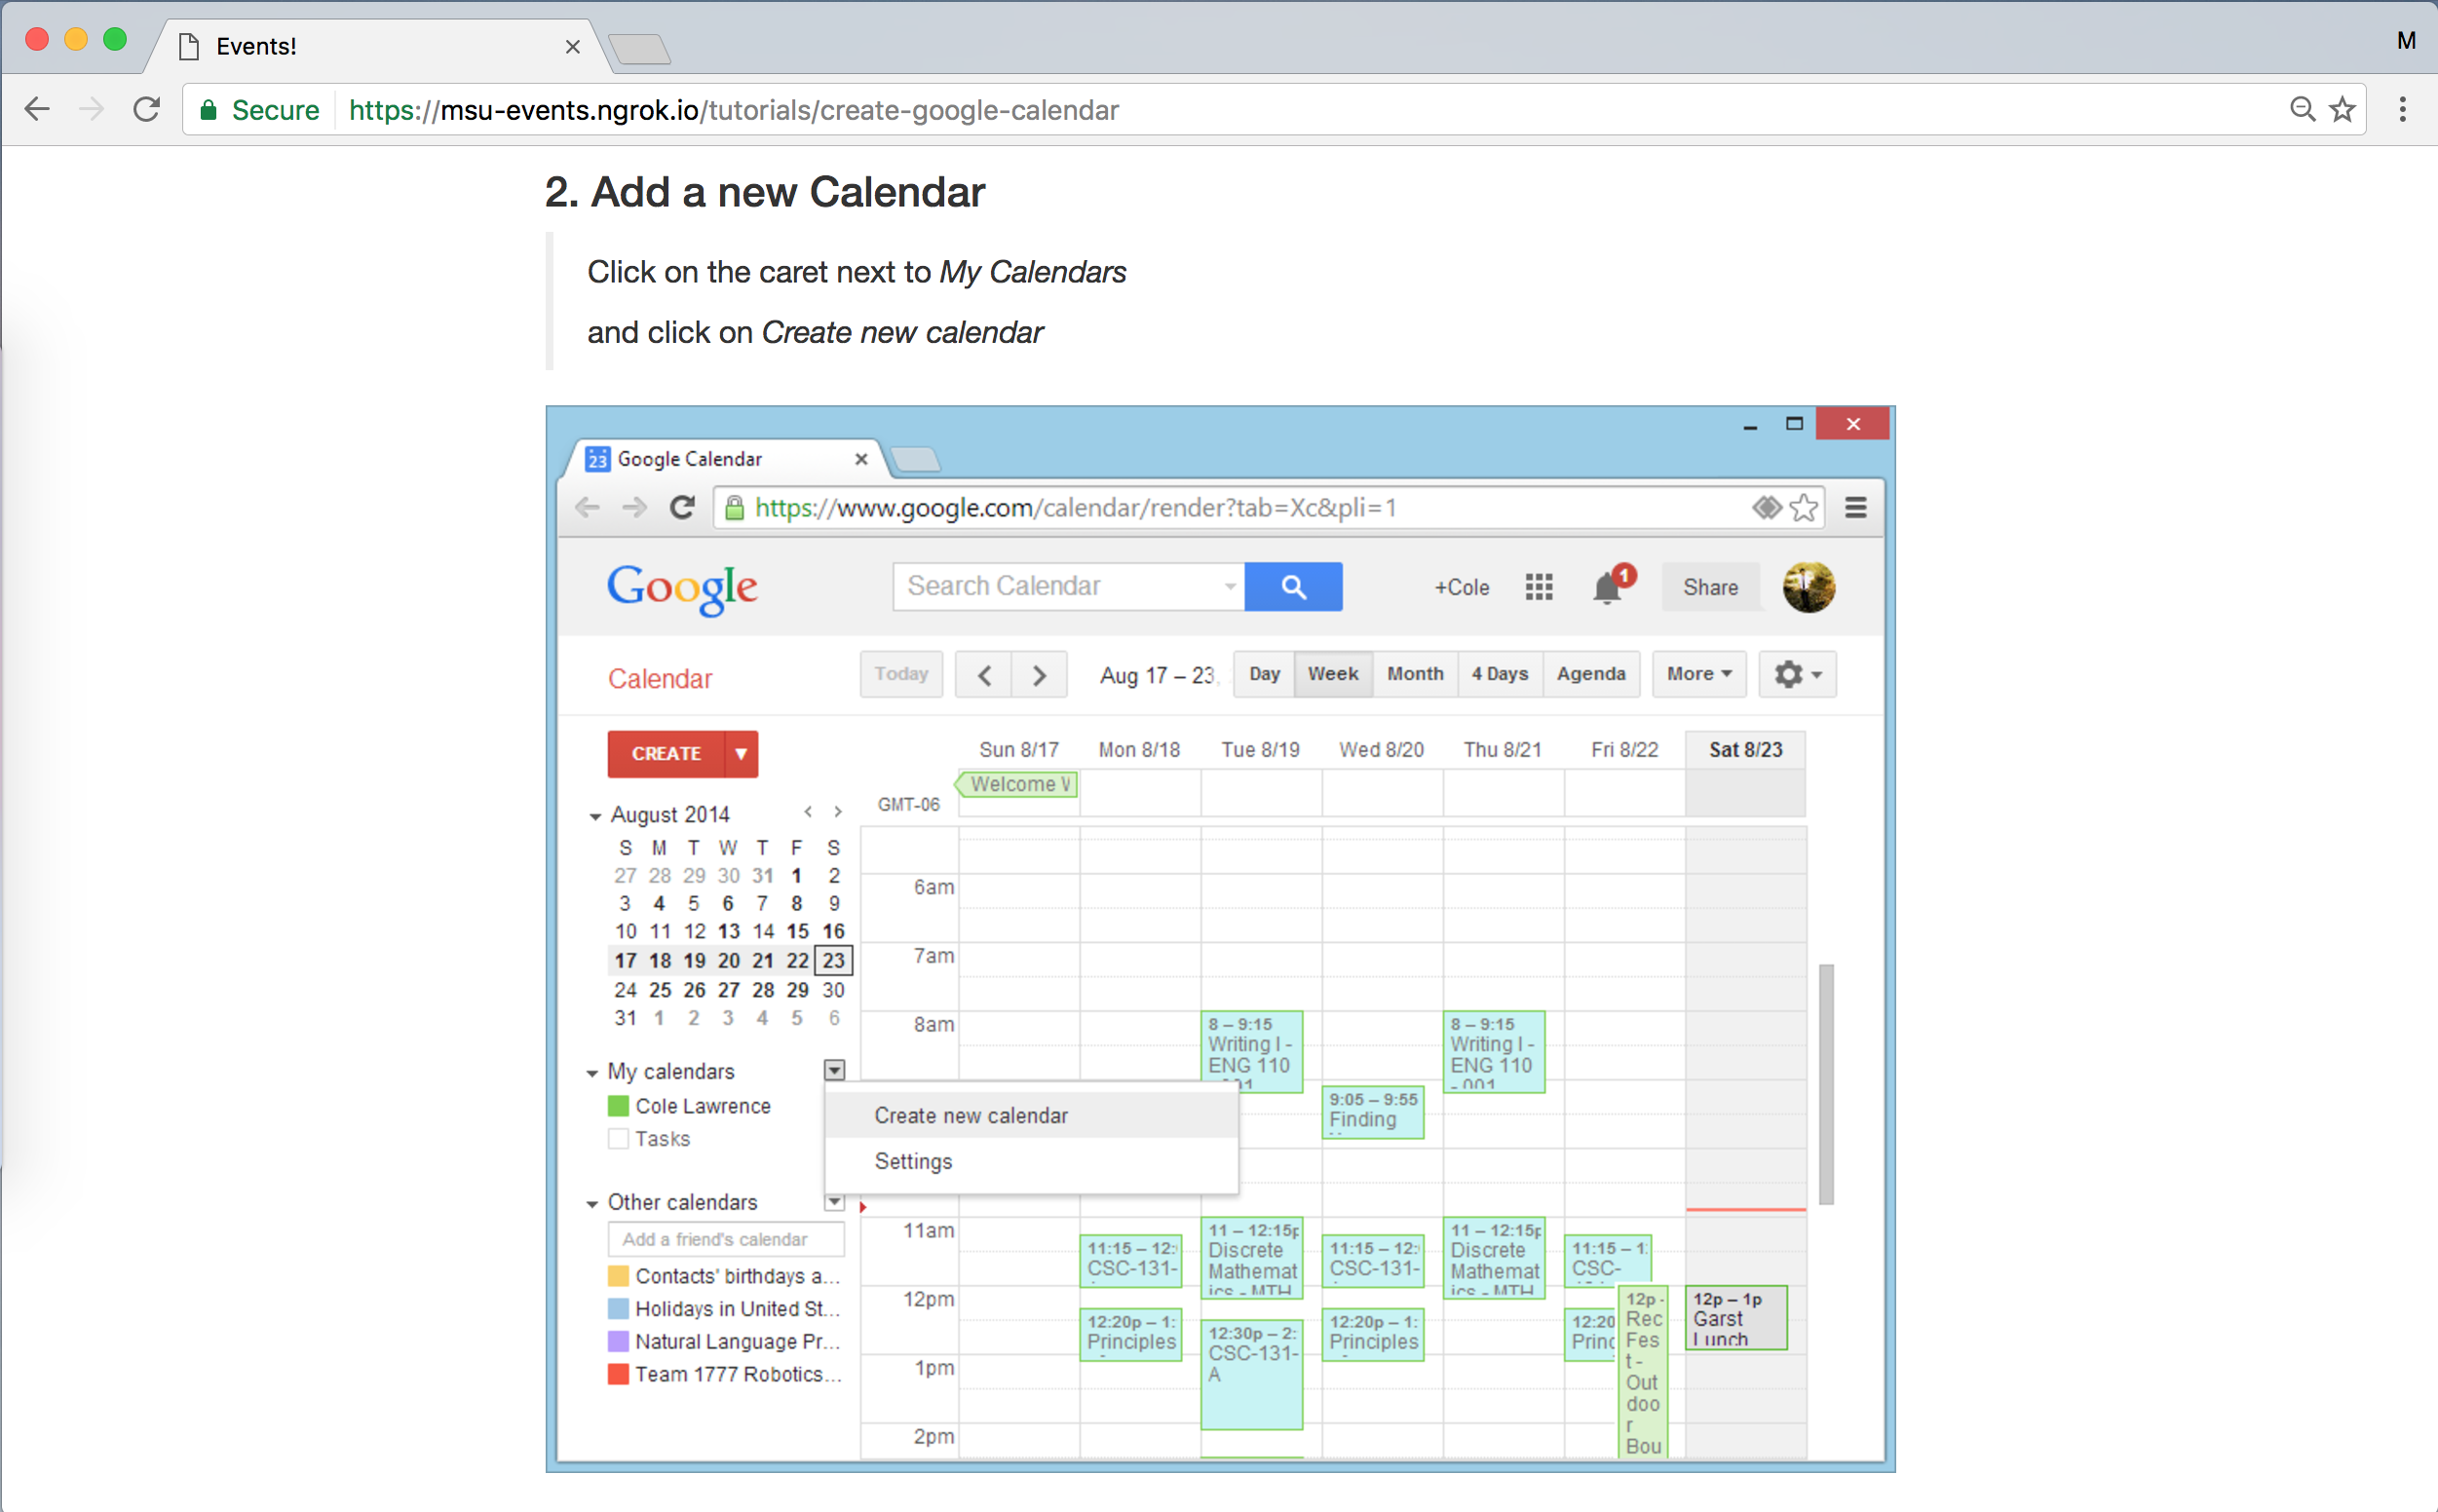 Events!
M
Secure https://msu-events.ngrok.io/tutorials/create-google-calendar
2. Add a new Calendar
Click on the caret next to My Calendars
and click on Create new calendar
23 Google Calendar
https://www.google.com/calendar/render?tab=Xc&pli=1
Google Search Calendar +Cole 1 Share
Calendar Today Aug 17 – 23, Day Week Month 4 Days Agenda More
CREATE
Sun 8/17 Mon 8/18 Tue 8/19 Wed 8/20 Thu 8/21 Fri 8/22 Sat 8/23
Welcome
GMT-06
August 2014
S M T W T F S
27 28 29 30 31 1 2
3 4 5 6 7 8 9
10 11 12 13 14 15 16
17 18 19 20 21 22 23
24 25 26 27 28 29 30
31 1 2 3 4 5 6
My calendars
Cole Lawrence
Tasks
Create new calendar
Settings
Other calendars
Add a friend's calendar
Contacts' birthdays a...
Holidays in United St...
Natural Language Pr...
Team 1777 Robotics...
6am
7am
8am
11am
12pm
1pm
2pm
11:15 – 12:
CSC-131-
12:20p – 1:
Principles
8 – 9:15
Writing I -
ENG 110
11 – 12:15p
Discrete
Mathemat
ics - MTH
12:30p – 2:
CSC-131-
A
9:05 – 9:55
Finding
11:15 – 12:
CSC-131-
12:20p – 1:
Principles
8 – 9:15
Writing I -
ENG 110
- 001
11 – 12:15p
Discrete
Mathemat
ics - MTH
11:15 – 1:
CSC-
12:20
Princ
12p -
Rec
Fes
t -
Out
doo
r
Bou
12p – 1p
Garst
Lunch